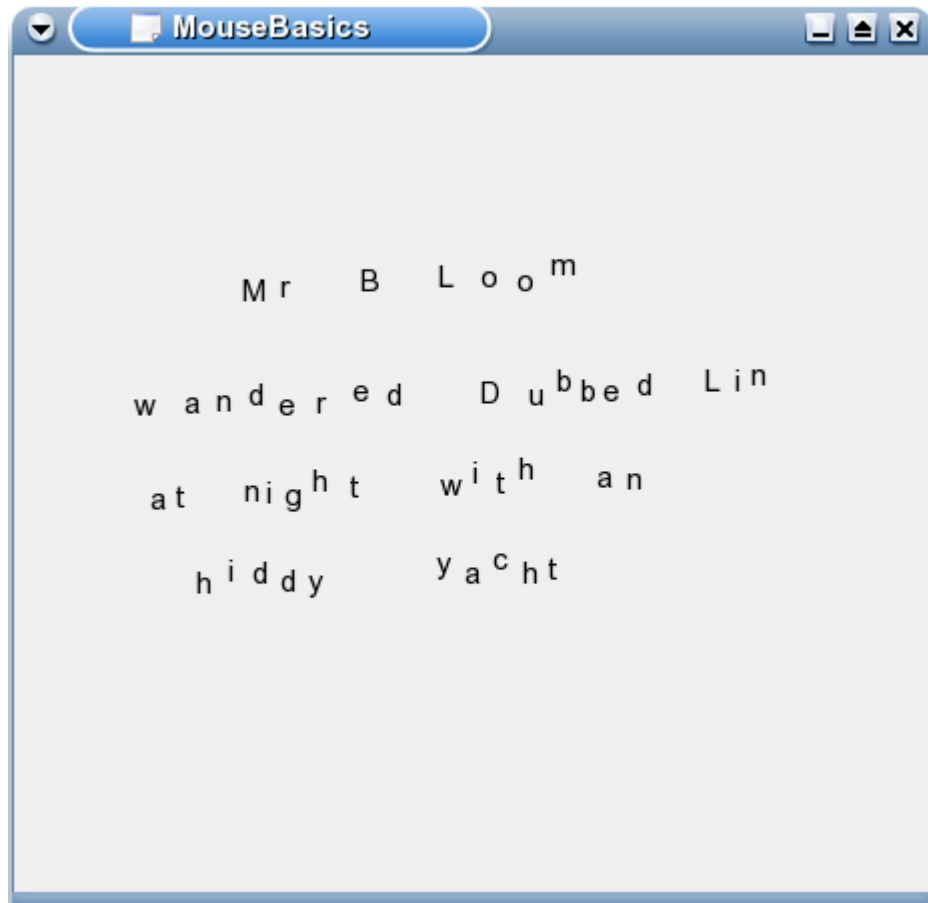 MouseBasics
Mr B Loom
wandered Dubbed Lin
at night with an
hiddy yacht